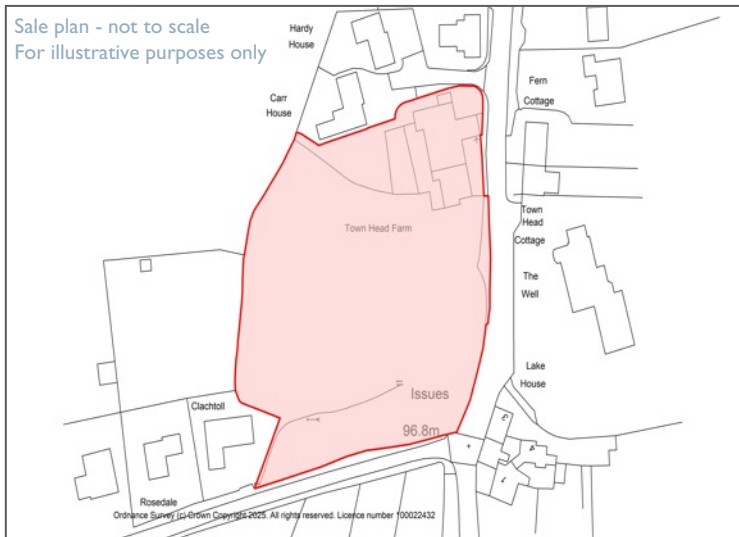 Sale plan - not to scale
For illustrative purposes only
Hardy
House
Carr
House
Fern
Cottage
Town Head Farm
Town
Head
Cottage
The
Well
Lake
House
Issues
96.8m
Clachtoll
Rosedale
Ordnance Survey (c) Crown Copyright 2025. All rights reserved. Licence number 100022432